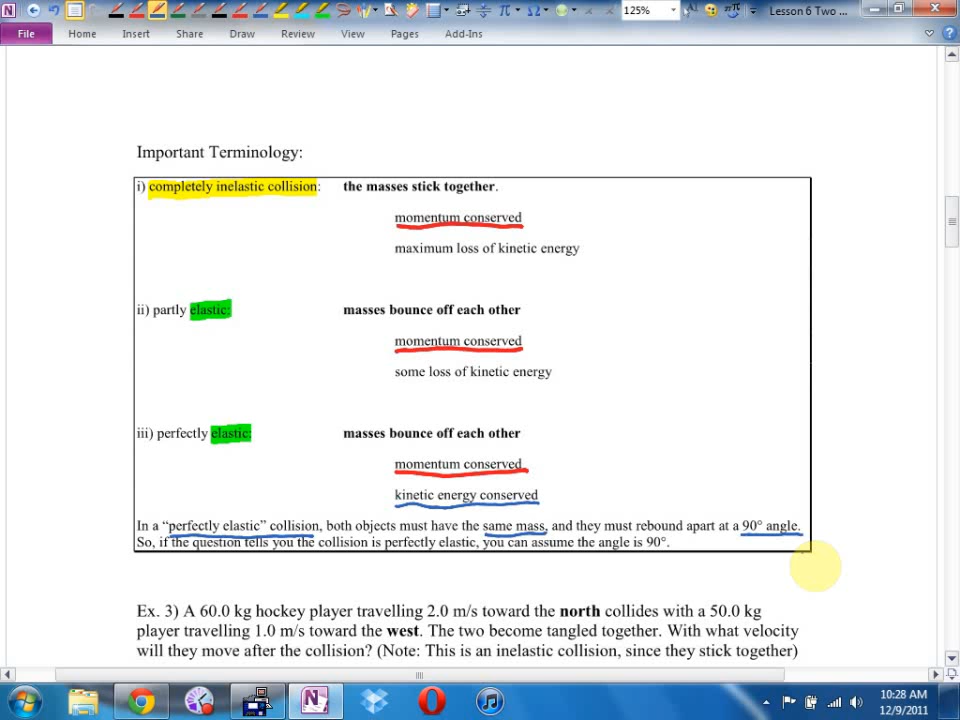 125% Lesson 6 Two ...
File Home Insert Share Draw Review View Pages Add-Ins
Important Terminology:
i) completely inelastic collision: the masses stick together.
momentum conserved
maximum loss of kinetic energy
ii) partly elastic: masses bounce off each other
momentum conserved
some loss of kinetic energy
iii) perfectly elastic: masses bounce off each other
momentum conserved
kinetic energy conserved
In a “perfectly elastic” collision, both objects must have the same mass, and they must rebound apart at a 90° angle.
So, if the question tells you the collision is perfectly elastic, you can assume the angle is 90°.
Ex. 3) A 60.0 kg hockey player travelling 2.0 m/s toward the north collides with a 50.0 kg
player travelling 1.0 m/s toward the west. The two become tangled together. With what velocity
will they move after the collision? (Note: This is an inelastic collision, since they stick together)
10:28 AM
12/9/2011